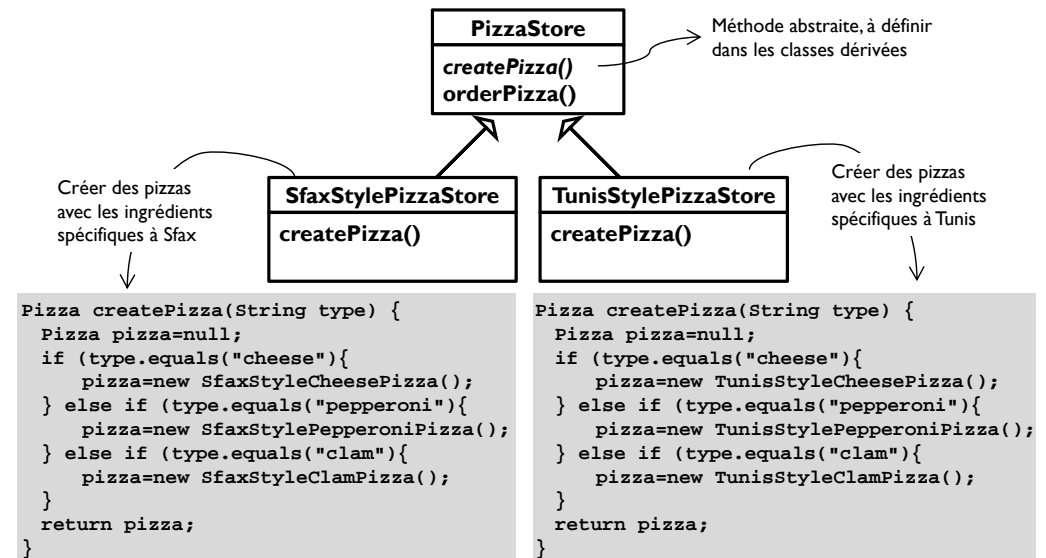 PizzaStore
createPizza()
orderPizza()
Méthode abstraite, à définir
dans les classes dérivées
Créer des pizzas
avec les ingrédients
spécifiques à Sfax
SfaxStylePizzaStore
createPizza()
TunisStylePizzaStore
createPizza()
Créer des pizzas
avec les ingrédients
spécifiques à Tunis
Pizza createPizza(String type) {
Pizza pizza=null;
if (type.equals("cheese"){
pizza=new SfaxStyleCheesePizza();
} else if (type.equals("pepperoni"){
pizza=new SfaxStylePepperoniPizza();
} else if (type.equals("clam"){
pizza=new SfaxStyleClamPizza();
}
return pizza;
}
Pizza createPizza(String type) {
Pizza pizza=null;
if (type.equals("cheese"){
pizza=new TunisStyleCheesePizza();
} else if (type.equals("pepperoni"){
pizza=new TunisStylePepperoniPizza();
} else if (type.equals("clam"){
pizza=new TunisStyleClamPizza();
}
return pizza;
}